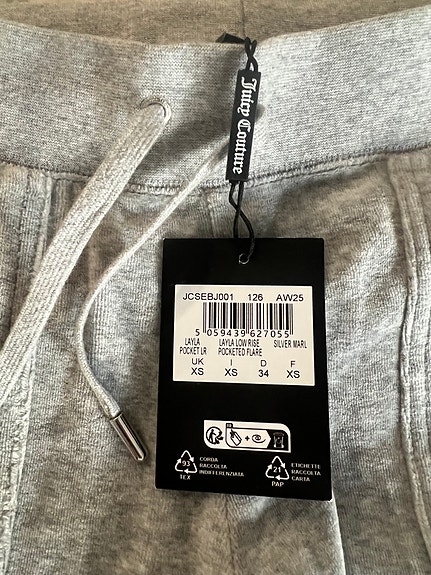 Juicy Couture
JCSEBJ001 126 AW25
5 059439 627055
LAYLA POCKET LR
LAYLA LOW RISE POCKETED FLARE
SILVER MARL
UK I D F
XS XS 34 XS
93
TEX
CORDA
RACCOLTA
INDIFFERENZIATA
21
PAP
ETICHETTE
RACCOLTA
CARTA